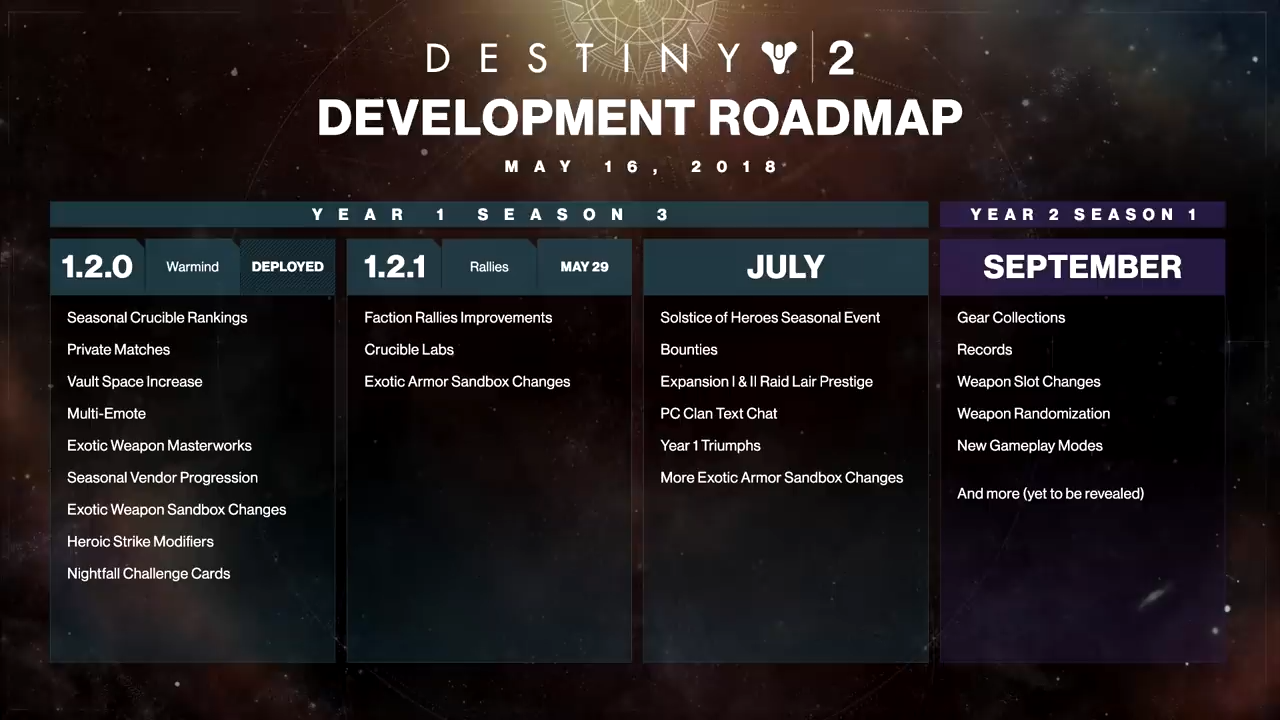 DESTINY 2
DEVELOPMENT ROADMAP
MAY 16, 2018
YEAR 1 SEASON 3
YEAR 2 SEASON 1
1.2.0 Warmind DEPLOYED
Seasonal Crucible Rankings
Private Matches
Vault Space Increase
Multi-Emote
Exotic Weapon Masterworks
Seasonal Vendor Progression
Exotic Weapon Sandbox Changes
Heroic Strike Modifiers
Nightfall Challenge Cards
1.2.1 Rallies MAY 29
Faction Rallies Improvements
Crucible Labs
Exotic Armor Sandbox Changes
JULY
Solstice of Heroes Seasonal Event
Bounties
Expansion I & II Raid Lair Prestige
PC Clan Text Chat
Year 1 Triumphs
More Exotic Armor Sandbox Changes
SEPTEMBER
Gear Collections
Records
Weapon Slot Changes
Weapon Randomization
New Gameplay Modes
And more (yet to be revealed)